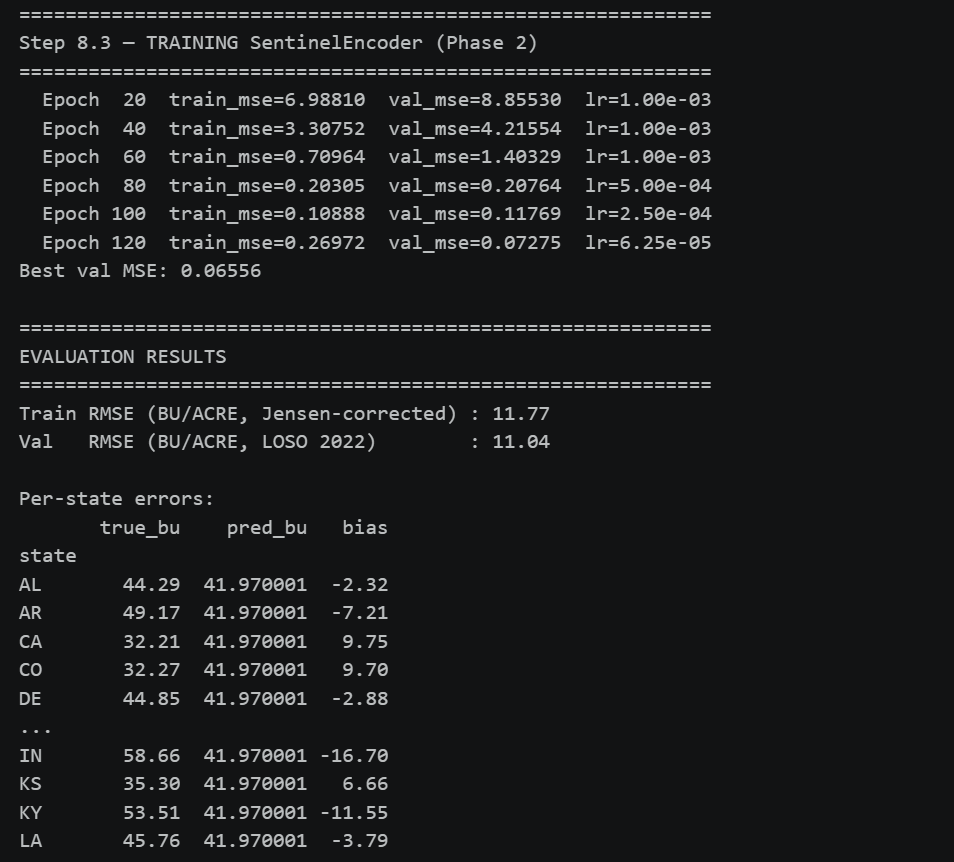 ============================================================
Step 8.3 — TRAINING SentinelEncoder (Phase 2)
============================================================
  Epoch  20  train_mse=6.98810  val_mse=8.85530  lr=1.00e-03
  Epoch  40  train_mse=3.30752  val_mse=4.21554  lr=1.00e-03
  Epoch  60  train_mse=0.70964  val_mse=1.40329  lr=1.00e-03
  Epoch  80  train_mse=0.20305  val_mse=0.20764  lr=5.00e-04
  Epoch 100  train_mse=0.10888  val_mse=0.11769  lr=2.50e-04
  Epoch 120  train_mse=0.26972  val_mse=0.07275  lr=6.25e-05
Best val MSE: 0.06556

============================================================
EVALUATION RESULTS
============================================================
Train RMSE (BU/ACRE, Jensen-corrected) : 11.77
Val   RMSE (BU/ACRE, LOSO 2022)        : 11.04

Per-state errors:
       true_bu    pred_bu   bias
state
AL       44.29  41.970001  -2.32
AR       49.17  41.970001  -7.21
CA       32.21  41.970001   9.75
CO       32.27  41.970001   9.70
DE       44.85  41.970001  -2.88
...
IN       58.66  41.970001 -16.70
KS       35.30  41.970001   6.66
KY       53.51  41.970001 -11.55
LA       45.76  41.970001  -3.79